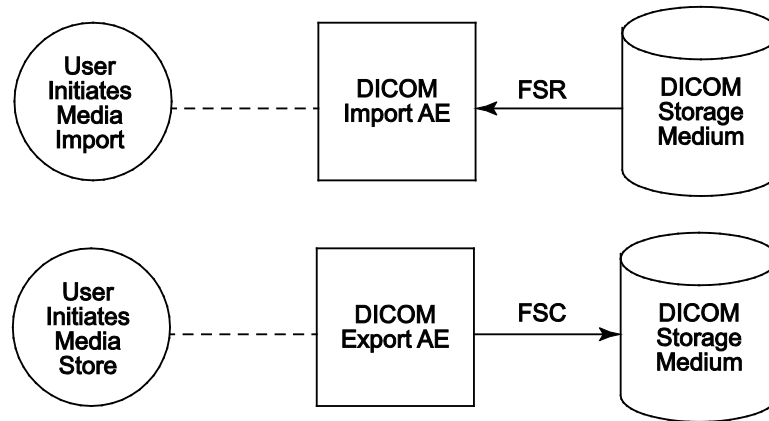 User
Initiates
Media
Import
DICOM
Import AE
FSR
DICOM
Storage
Medium
User
Initiates
Media
Store
DICOM
Export AE
FSC
DICOM
Storage
Medium